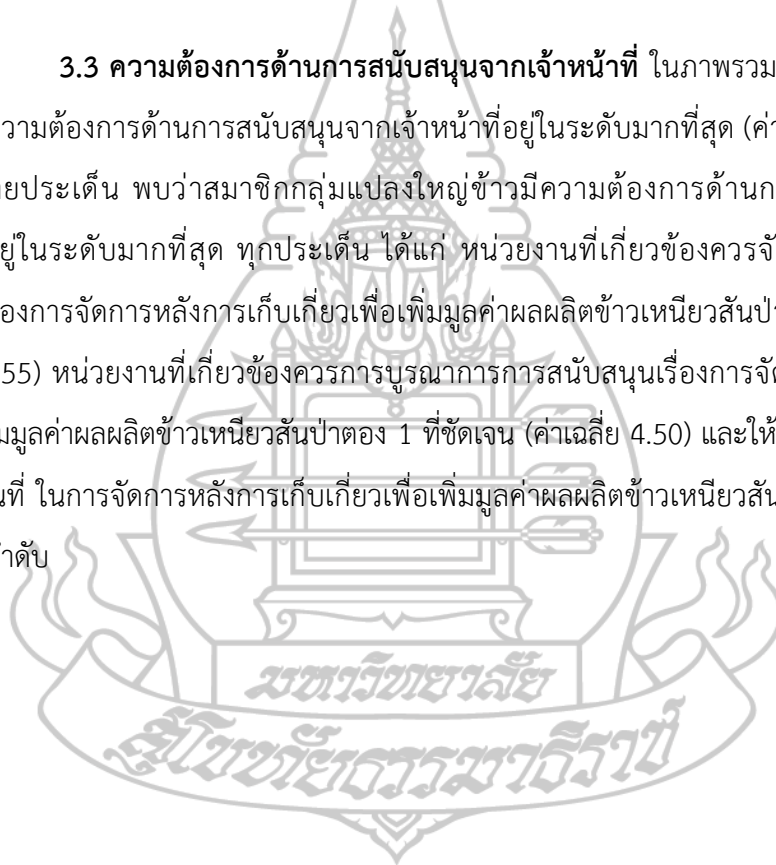 3.3 ความต้องการด้านการสนับสนุนจากเจ้าหน้าที่ ในภาพรวม
วามต้องการด้านการสนับสนุนจากเจ้าหน้าที่อยู่ในระดับมากที่สุด (ค่า
ายประเด็น พบว่าสมาชิกกลุ่มแปลงใหญ่ข้าวมีความต้องการด้านก
ยู่ในระดับมากที่สุด ทุกประเด็น ได้แก่ หน่วยงานที่เกี่ยวข้องควรจั
องการจัดการหลังการเก็บเกี่ยวเพื่อเพิ่มมูลค่าผลผลิตข้าวเหนียวสันป่า
55) หน่วยงานที่เกี่ยวข้องควรการบูรณาการการสนับสนุนเรื่องการจัด
มมูลค่าผลผลิตข้าวเหนียวสันป่าตอง 1 ที่ชัดเจน (ค่าเฉลี่ย 4.50) และให้
นที่ ในการจัดการหลังการเก็บเกี่ยวเพื่อเพิ่มมูลค่าผลผลิตข้าวเหนียวสัน
ำดับ
มหาวิทยาลัย
สุโขทัยธรรมาธิราช